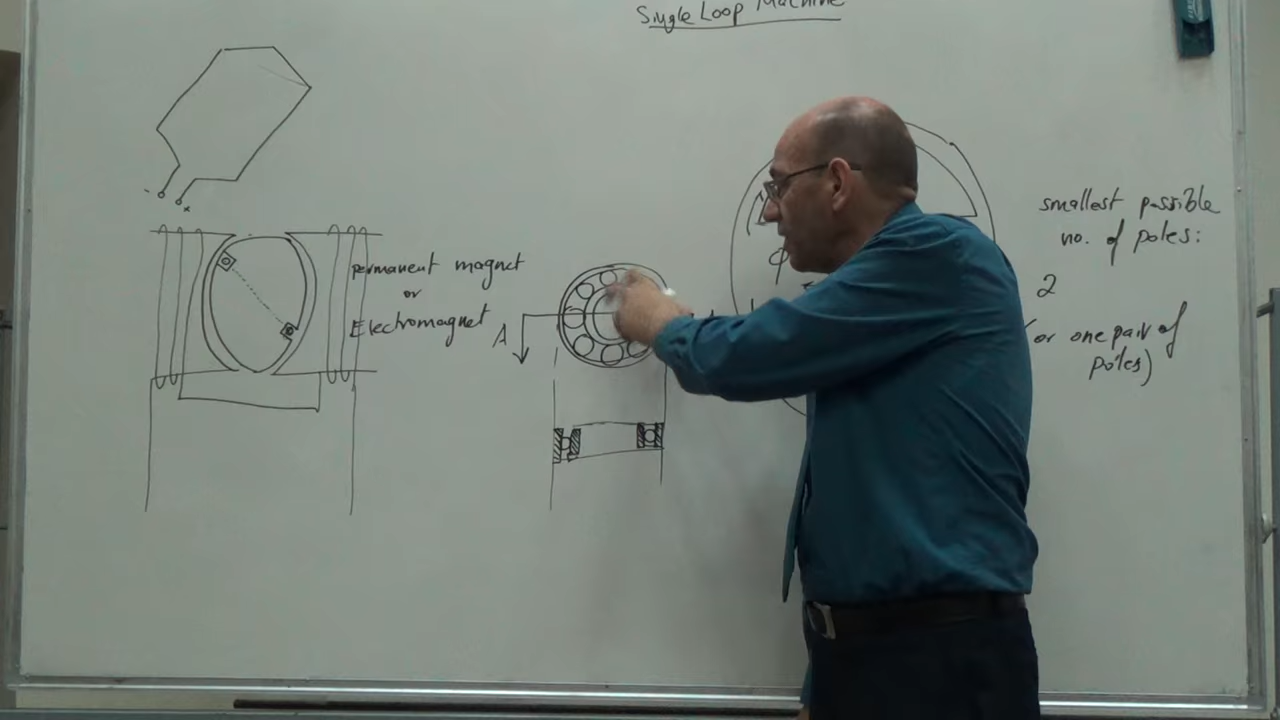 Single Loop Machine
permanent magnet
or
Electromagnet
A
N
ϕ
smallest possible
no. of poles:
2
(or one pair of
poles)